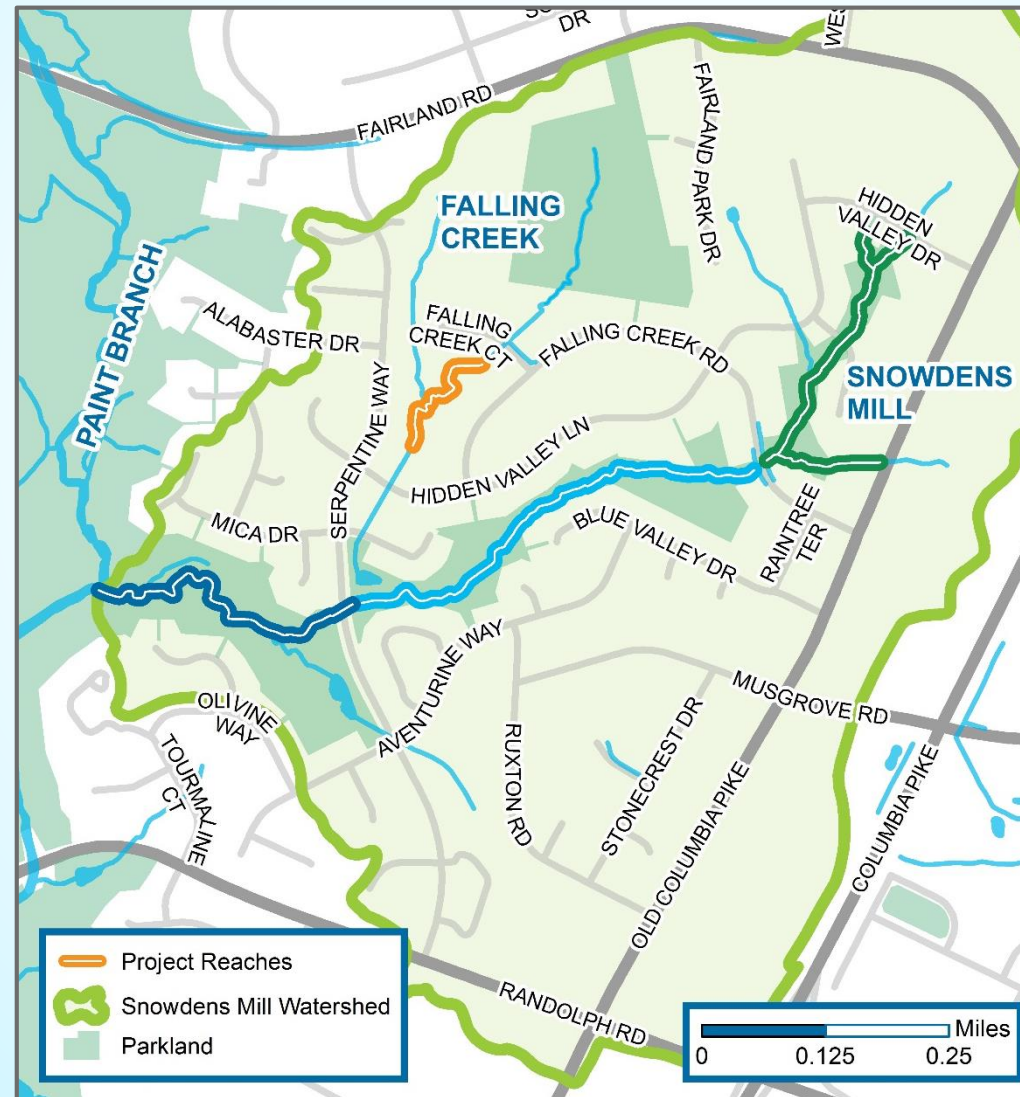 DR
WES
FAIRLAND RD
FAIRLAND PARK DR
HIDDEN
VALLEY DR
FALLING
CREEK
PAINT BRANCH
ALABASTER DR
FALLING
CREEK CT
FALLING CREEK RD
SERPENTINE WAY
SNOWDENS
MILL
HIDDEN VALLEY LN
MICA DR
BLUE VALLEY DR
RAINTREE
TER
OLIVINE
WAY
AVENTURINE WAY
MUSGROVE RD
TOURMALINE
CT
RUXTON RD
STONECREST DR
OLD COLUMBIA PIKE
COLUMBIA PIKE
RANDOLPH RD
Project Reaches
Snowdens Mill Watershed
Parkland
Miles
0 0.125 0.25